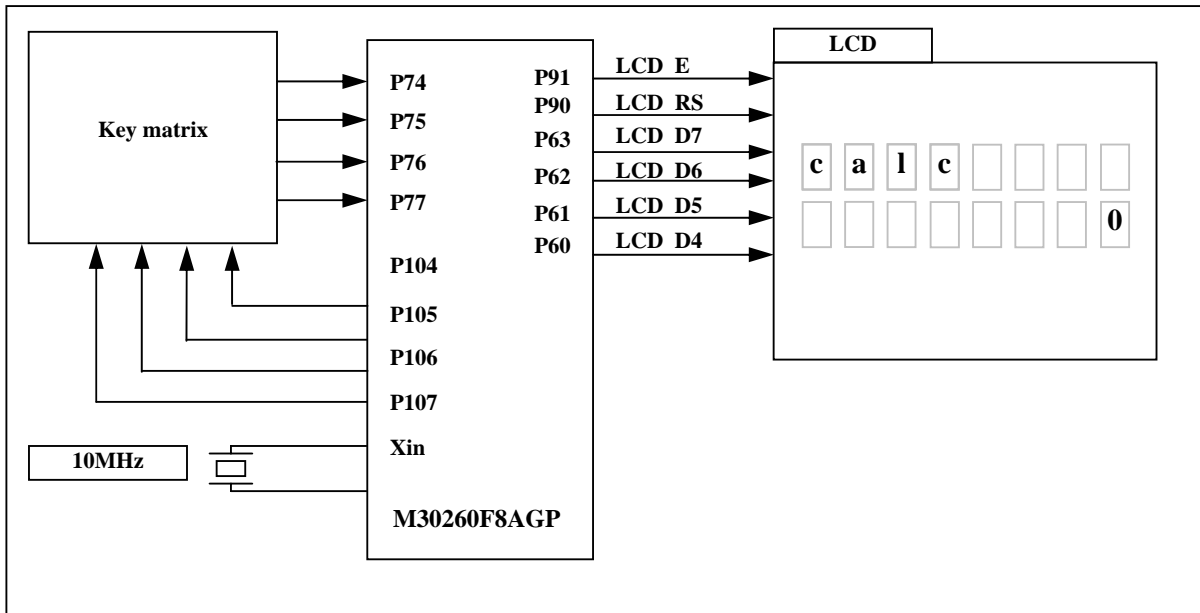 Key matrix
P74
P75
P76
P77
P104
P105
P106
P107
Xin
M30260F8AGP
10MHz
P91
P90
P63
P62
P61
P60
LCD E
LCD RS
LCD D7
LCD D6
LCD D5
LCD D4
LCD
c a l c
0